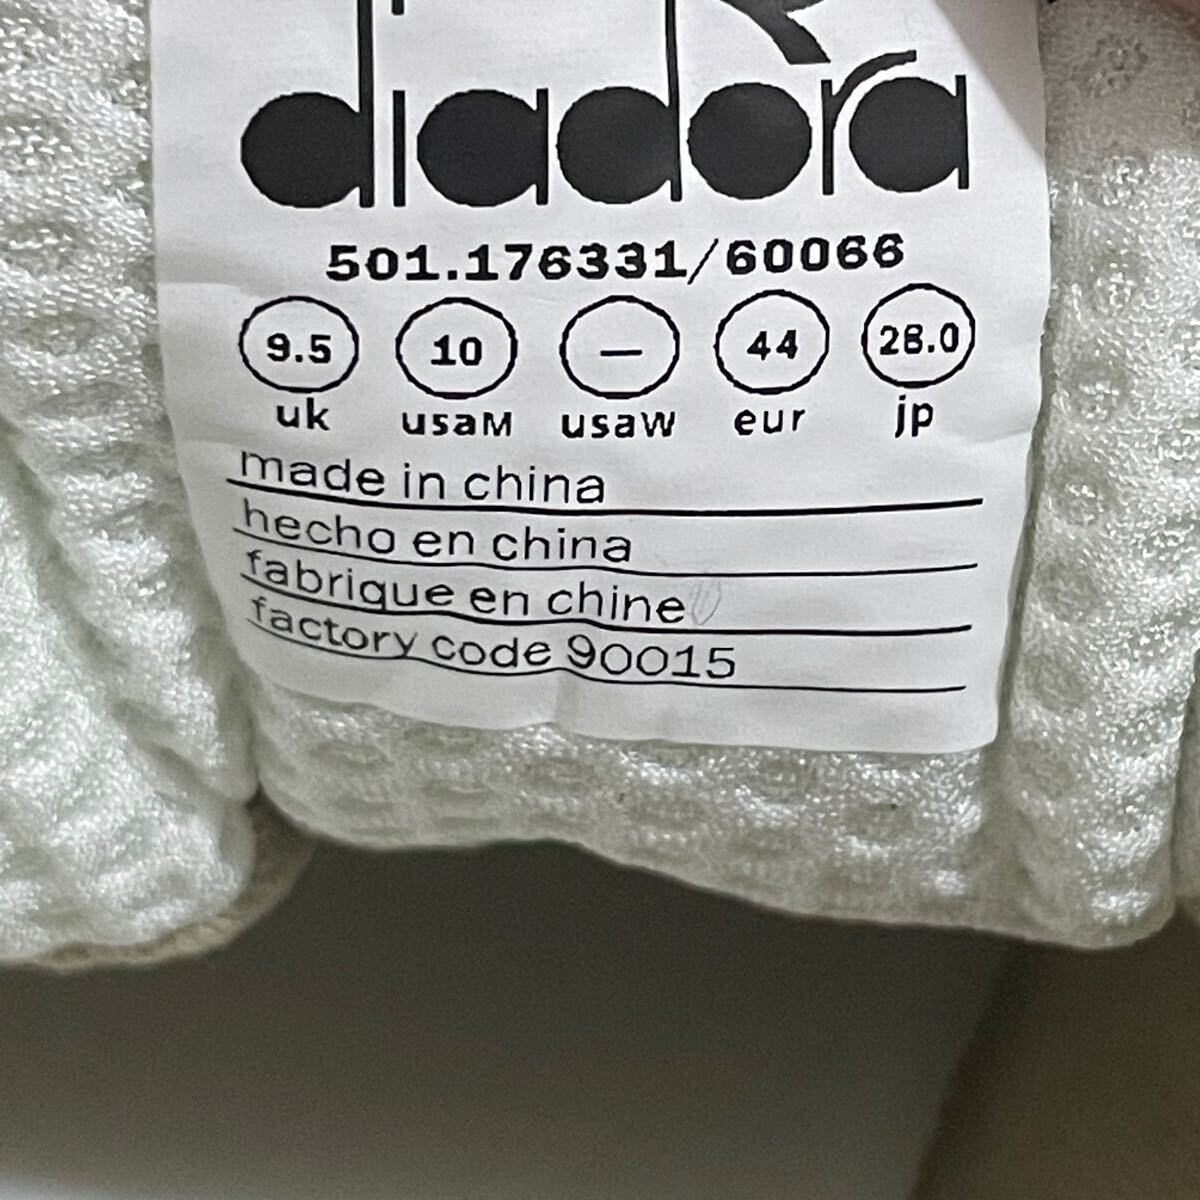 diadora
501.176331/60066
9.5 10 — 44 28.0
uk usaM usaW eur jp
made in china
hecho en china
fabrique en chine
factory code 90015